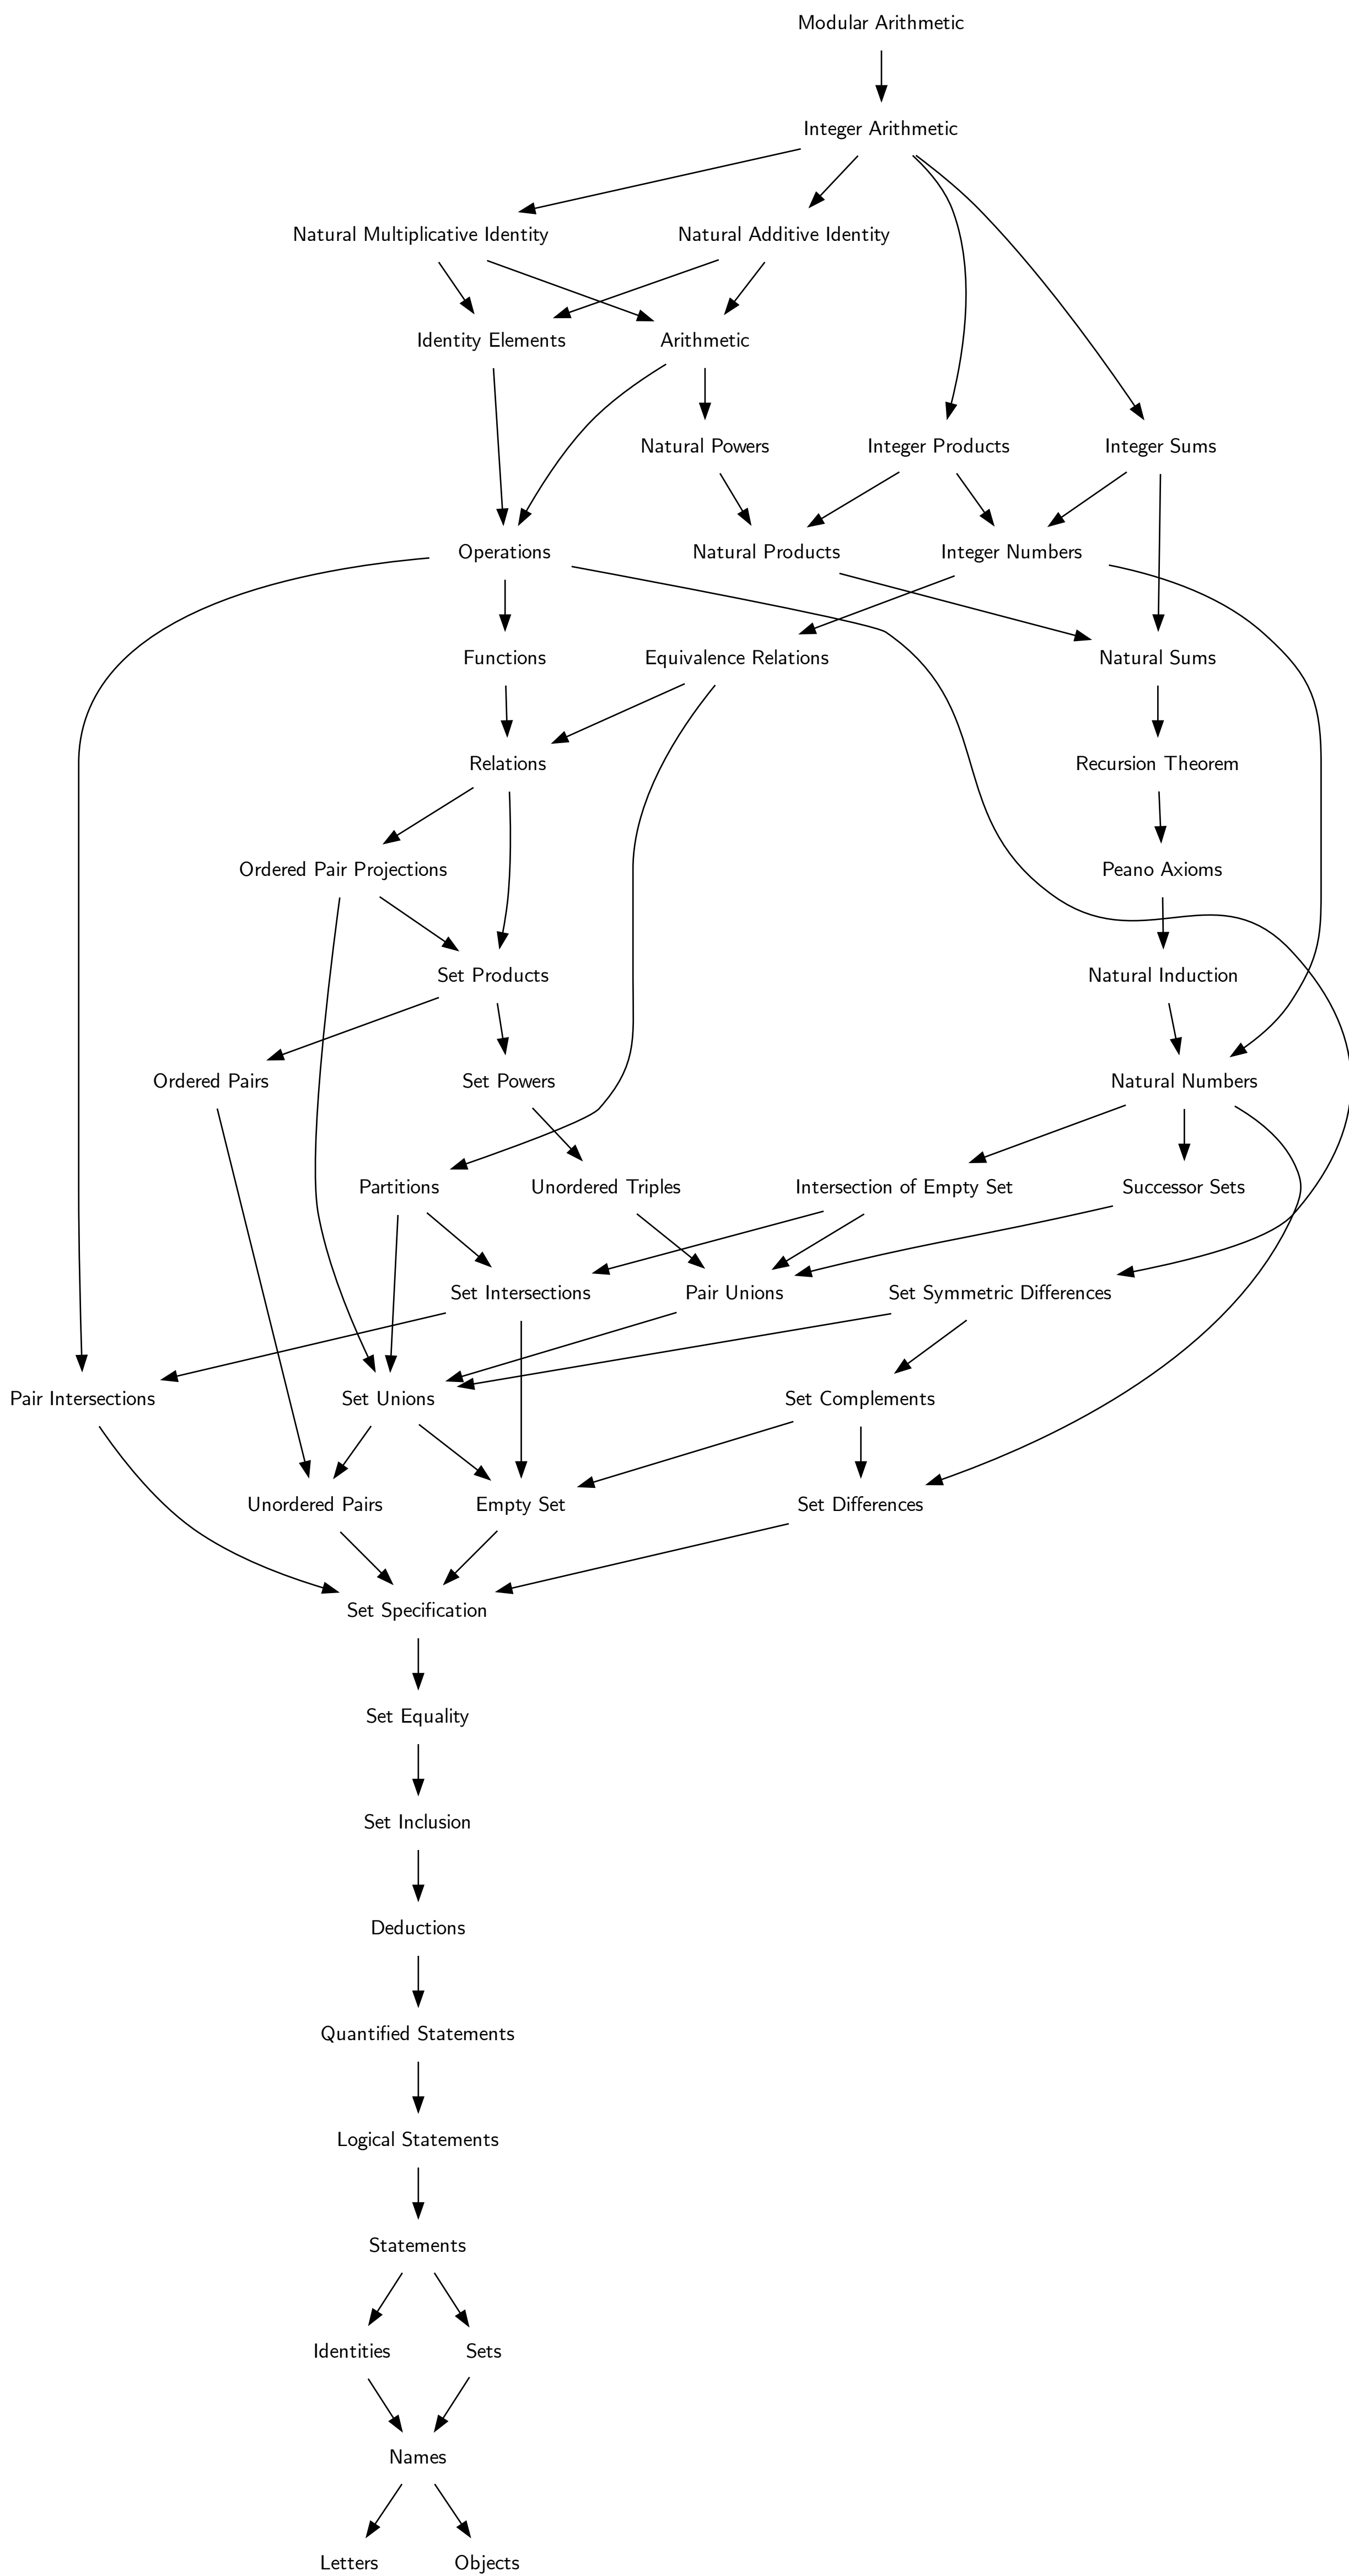 Modular Arithmetic
Integer Arithmetic
Natural Multiplicative Identity
Natural Additive Identity
Identity Elements
Arithmetic
Natural Powers
Integer Products
Integer Sums
Operations
Natural Products
Integer Numbers
Functions
Equivalence Relations
Natural Sums
Relations
Recursion Theorem
Ordered Pair Projections
Peano Axioms
Set Products
Natural Induction
Ordered Pairs
Set Powers
Natural Numbers
Partitions
Unordered Triples
Intersection of Empty Set
Successor Sets
Set Intersections
Pair Unions
Set Symmetric Differences
Pair Intersections
Set Unions
Set Complements
Unordered Pairs
Empty Set
Set Differences
Set Specification
Set Equality
Set Inclusion
Deductions
Quantified Statements
Logical Statements
Statements
Identities
Sets
Names
Letters
Objects